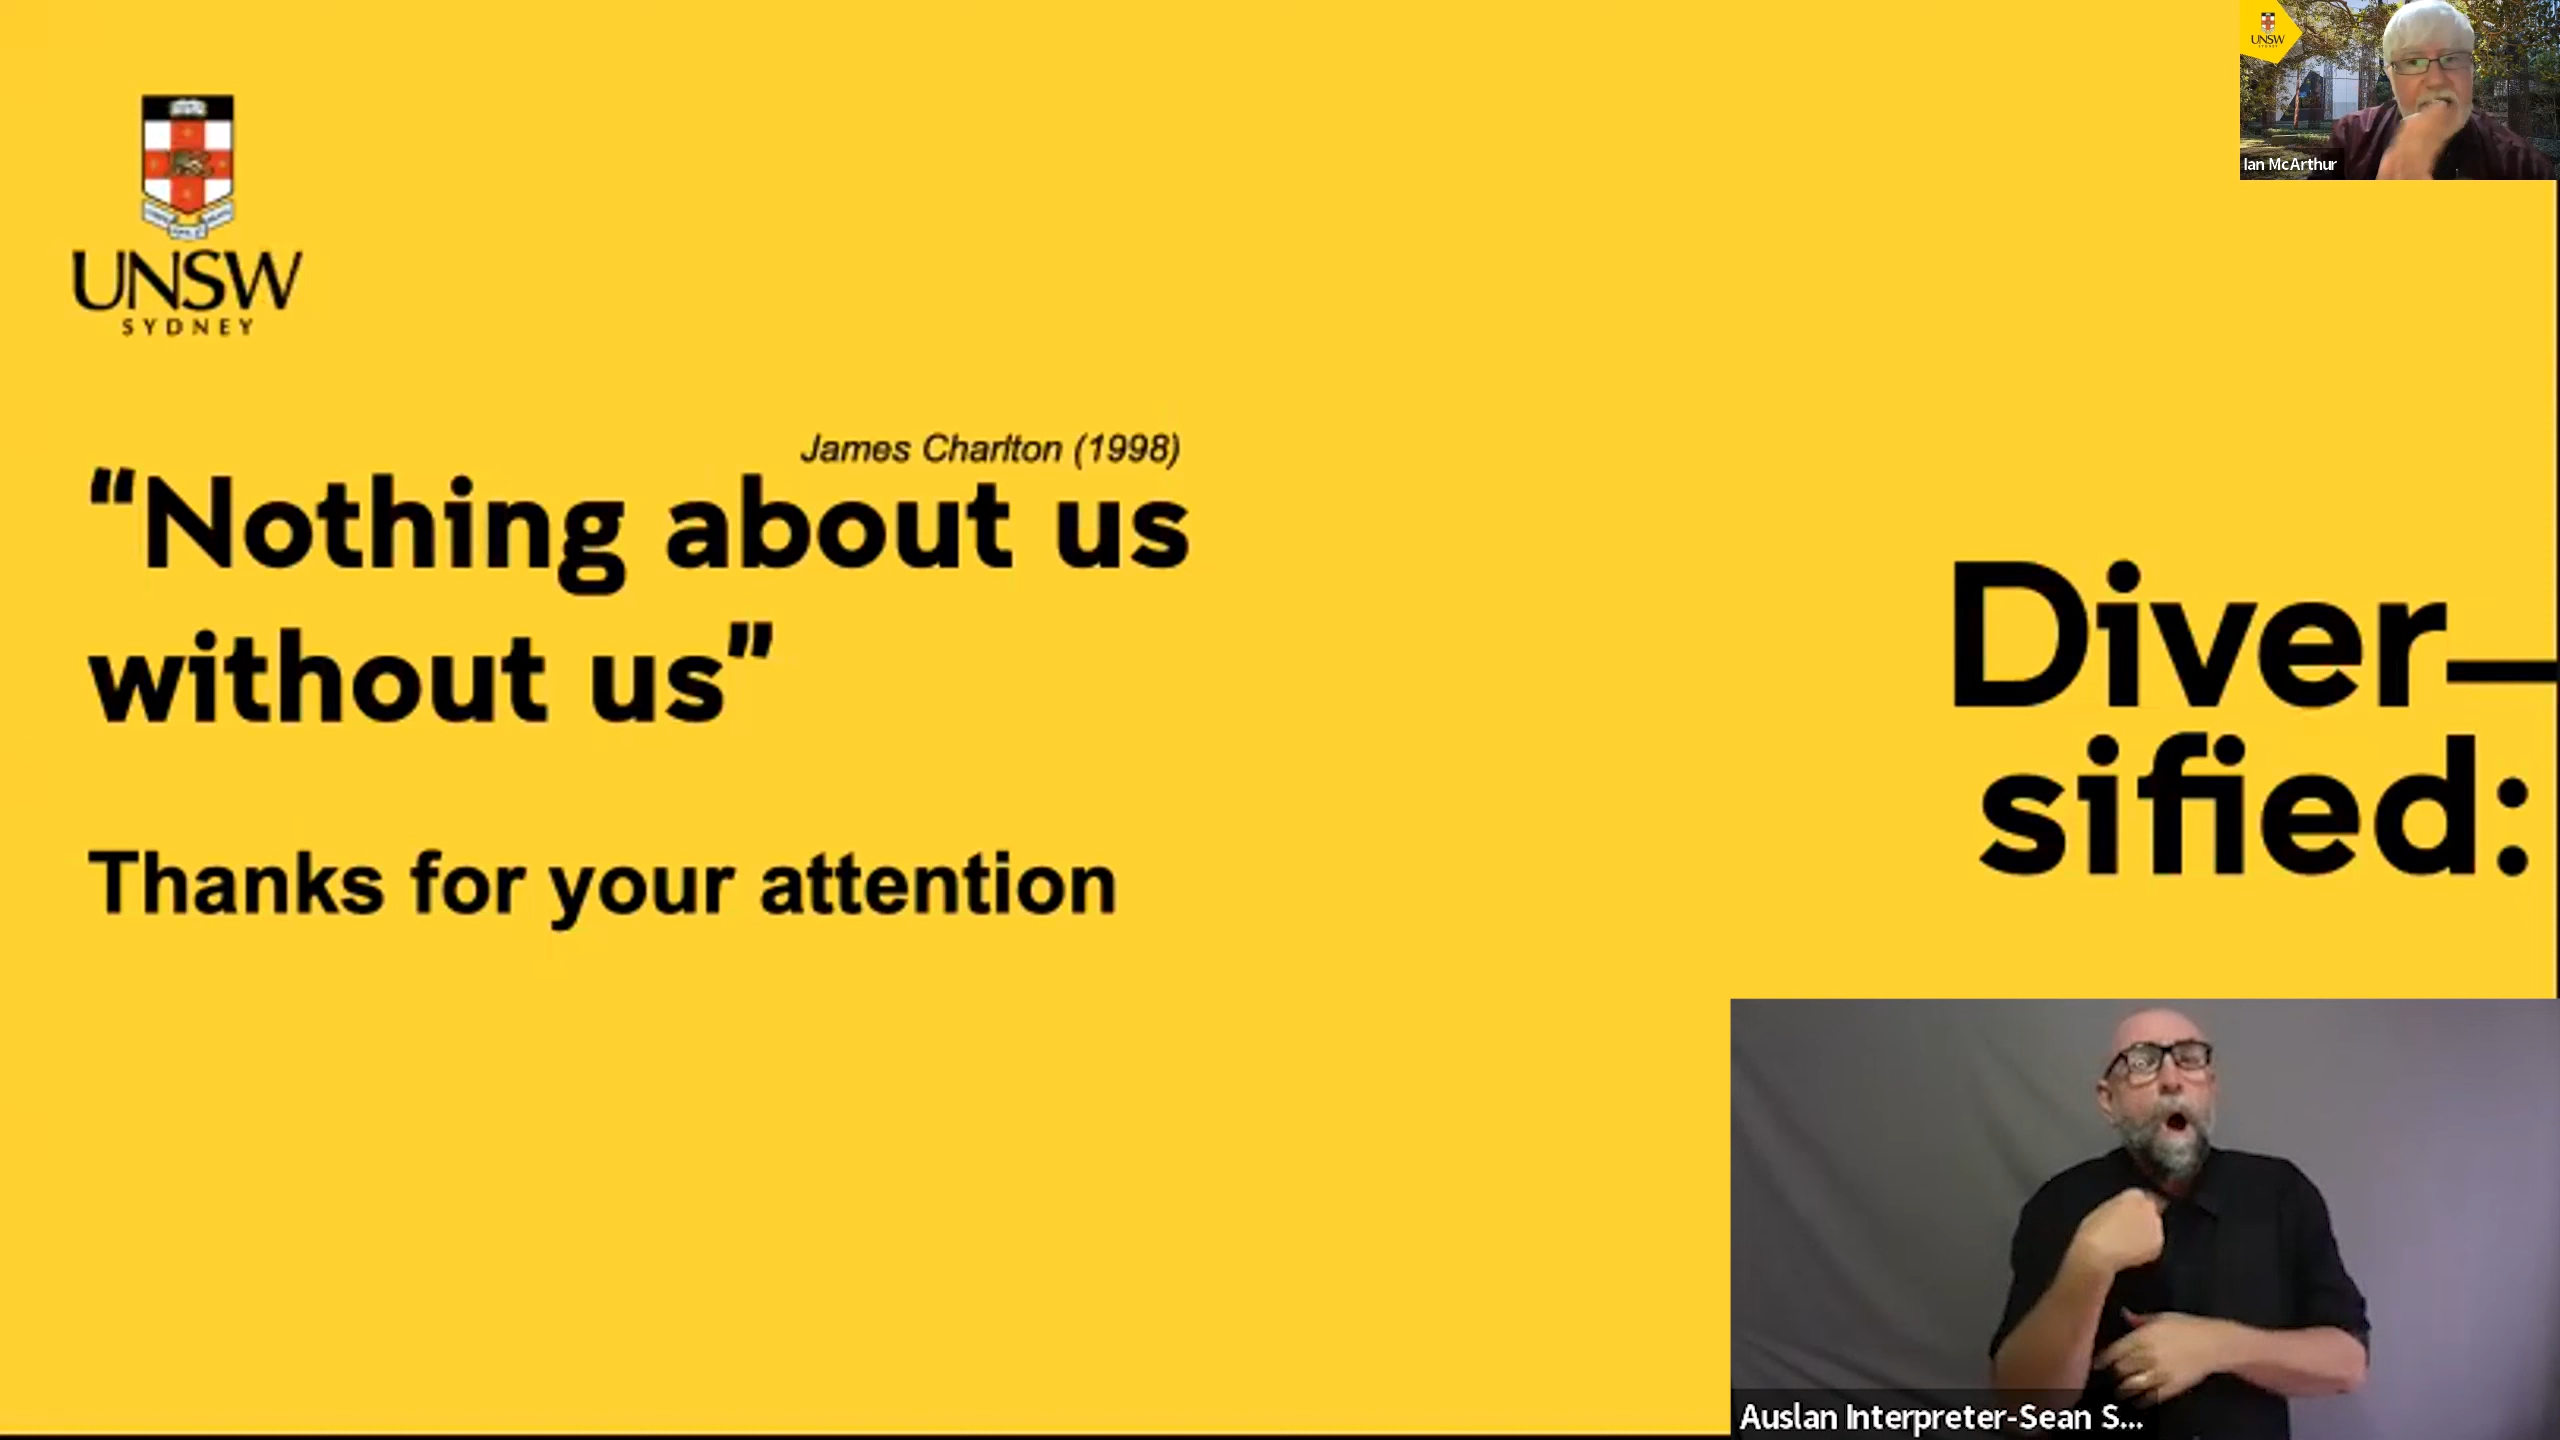 UNSW
SYDNEY
James Charlton (1998)
“Nothing about us
without us”
Thanks for your attention
Diver—
sified:
UNSW
SYDNEY
Ian McArthur
Auslan Interpreter-Sean S...